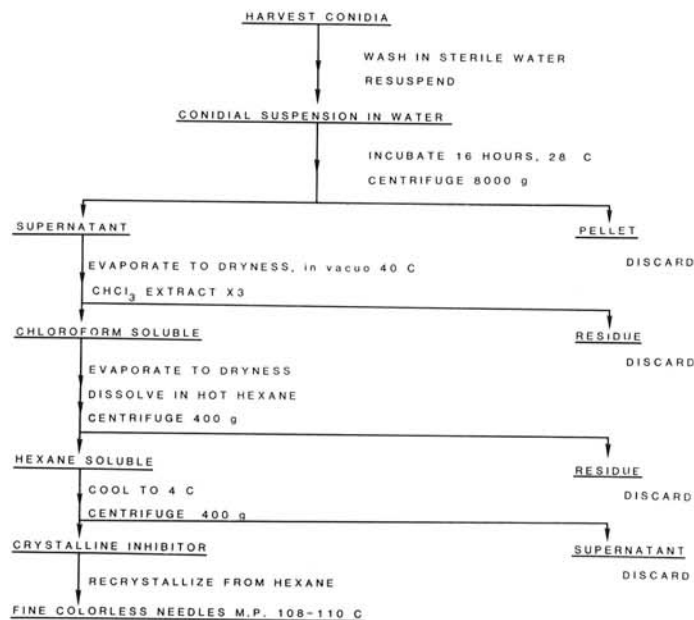 HARVEST CONIDIA
WASH IN STERILE WATER
RESUSPEND
CONIDIAL SUSPENSION IN WATER
INCUBATE 16 HOURS, 28 C
CENTRIFUGE 8000 g
SUPERNATANT
PELLET
DISCARD
EVAPORATE TO DRYNESS, in vacuo 40 C
CHCl3 EXTRACT X3
CHLOROFORM SOLUBLE
RESIDUE
DISCARD
EVAPORATE TO DRYNESS
DISSOLVE IN HOT HEXANE
CENTRIFUGE 400 g
HEXANE SOLUBLE
RESIDUE
DISCARD
COOL TO 4 C
CENTRIFUGE 400 g
CRYSTALLINE INHIBITOR
SUPERNATANT
DISCARD
RECRYSTALLIZE FROM HEXANE
FINE COLORLESS NEEDLES M.P. 108-110 C